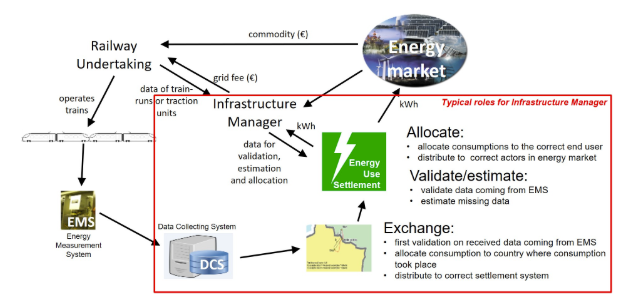 commodity (€)
Energy
market
Railway
Undertaking
grid fee (€)
operates
trains
data of train-
runs or traction
units
Infrastructure
Manager
kWh
kWh
Typical roles for Infrastructure Manager
data for
validation,
estimation
and allocation
Energy
Use
Settlement
Allocate:
• allocate consumptions to the correct end user
• distribute to correct actors in energy market
Validate/estimate:
• validate data coming from EMS
• estimate missing data
EMS
Energy
Measurement
System
Data Collecting System
DCS
Exchange:
• first validation on received data coming from EMS
• allocate consumption to country where consumption
took place
• distribute to correct settlement system